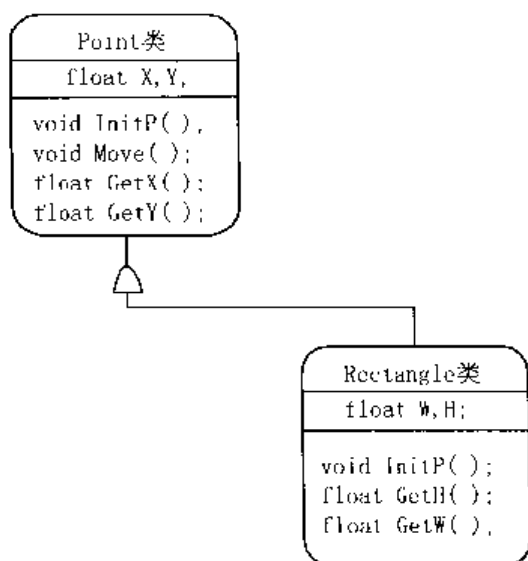 Point类
float X,Y,
void InitP( ),
void Move( );
float GetX( );
float GetY( );
Rectangle类
float W,H;
void InitP( );
float GetH( );
float GetW( ),